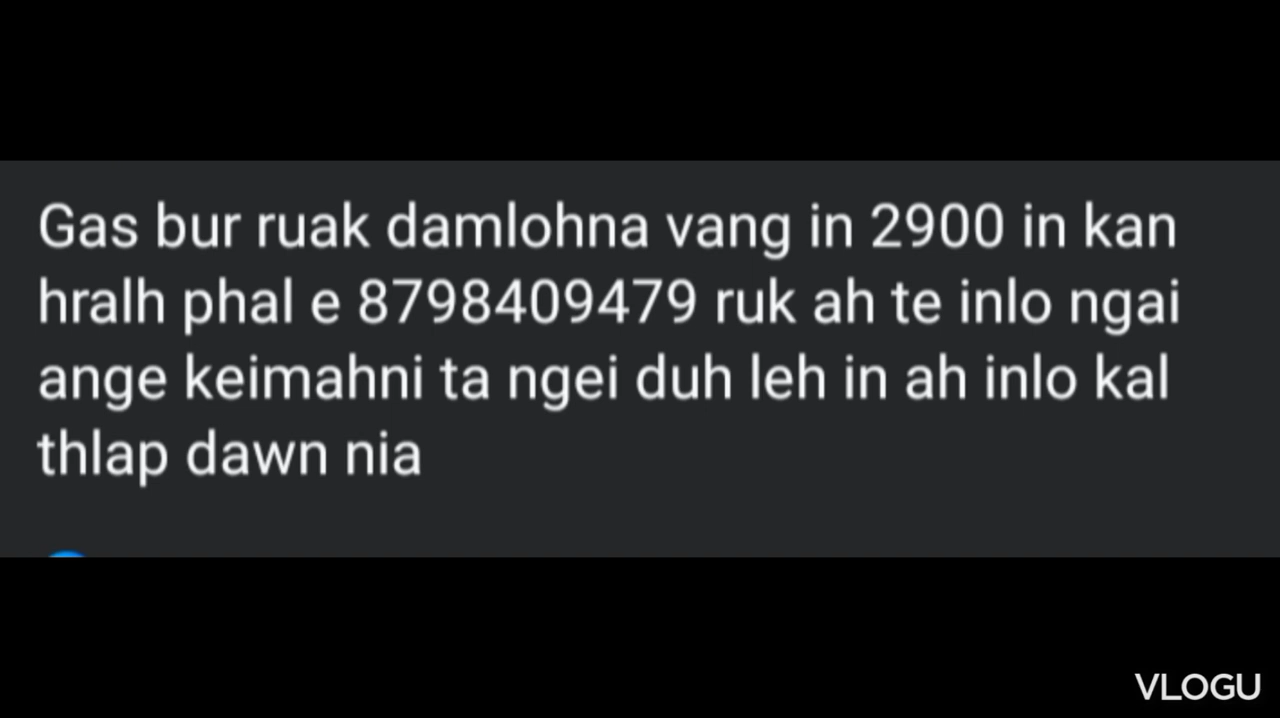 Gas bur ruak damlohna vang in 2900 in kan
hralh phal e 8798409479 ruk ah te inlo ngai
ange keimahni ta ngei duh leh in ah inlo kal
thlap dawn nia
VLOGU